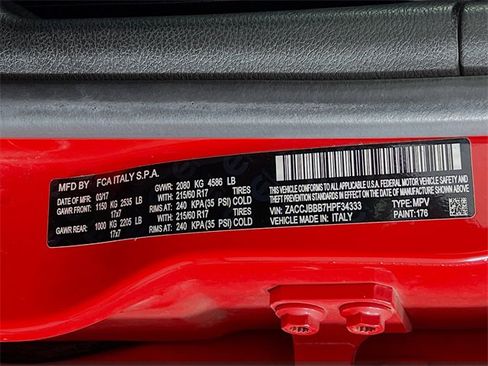 MFD BY FCA ITALY S.P.A.
DATE OF MFR: 03/17 GVWR: 2080 KG 4586 LB
GAWR FRONT: 1150 KG 2535 LB WITH: 215/60 R17 TIRES
17x7 RIMS AT: 240 KPA(35 PSI) COLD
GAWR REAR: 1000 KG 2205 LB WITH: 215/60 R17 TIRES
17x7 RIMS AT: 240 KPA(35 PSI) COLD
THIS VEHICLE CONFORMS TO ALL APPLICABLE U.S.A. FEDERAL MOTOR VEHICLE
SAFETY, BUMPER AND THEFT PREVENTION STANDARDS
IN EFFECT ON THE DATE OF MANUFACTURE SHOWN ABOVE.
VIN: ZACCJBBB7HPF34333 TYPE: MPV
VEHICLE MADE IN: ITALY PAINT: 176